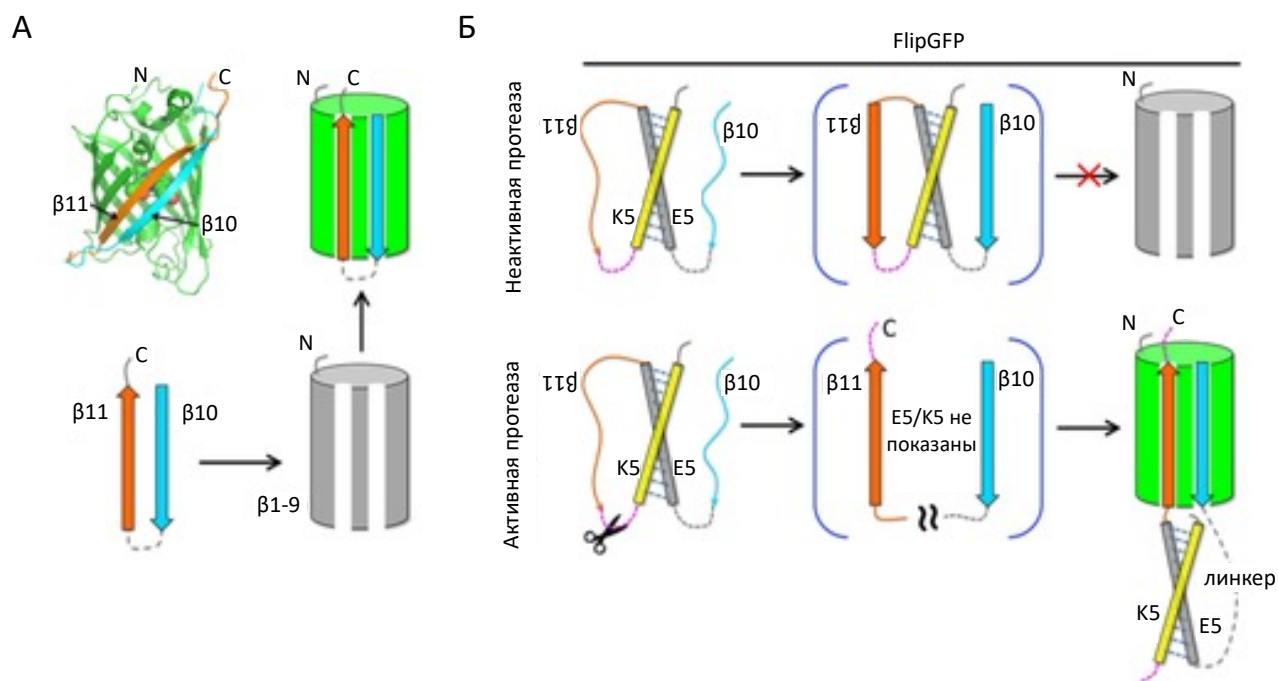 А
Б
FlipGFP
N
C
β11
β10
N
C
C
β11
β10
N
β1-9
Неактивная протеаза
β11
K5
E5
β10
β11
β10
N
Активная протеаза
β11
K5
E5
β10
C
β11
β10
E5/K5 не
показаны
N
C
линкер
K5
E5